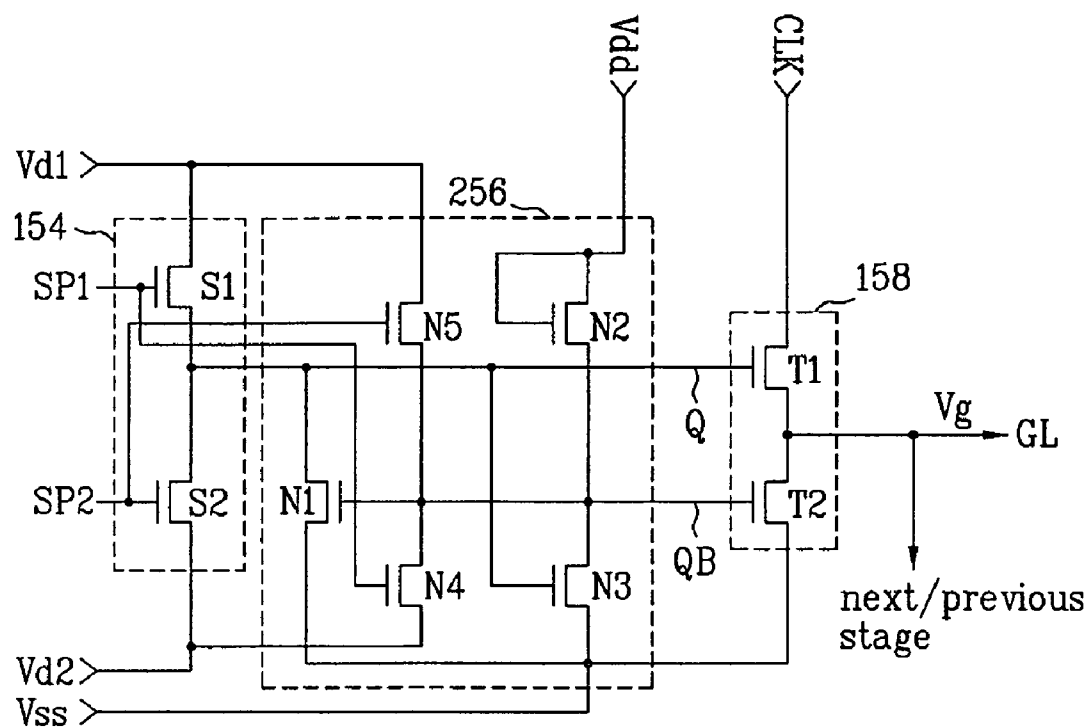 Vdd
CLK
Vd1
256
154
SP1
S1
158
N5
N2
T1
Q
Vg
GL
SP2
S2
N1
T2
QB
N4
N3
next/previous
stage
Vd2
Vss